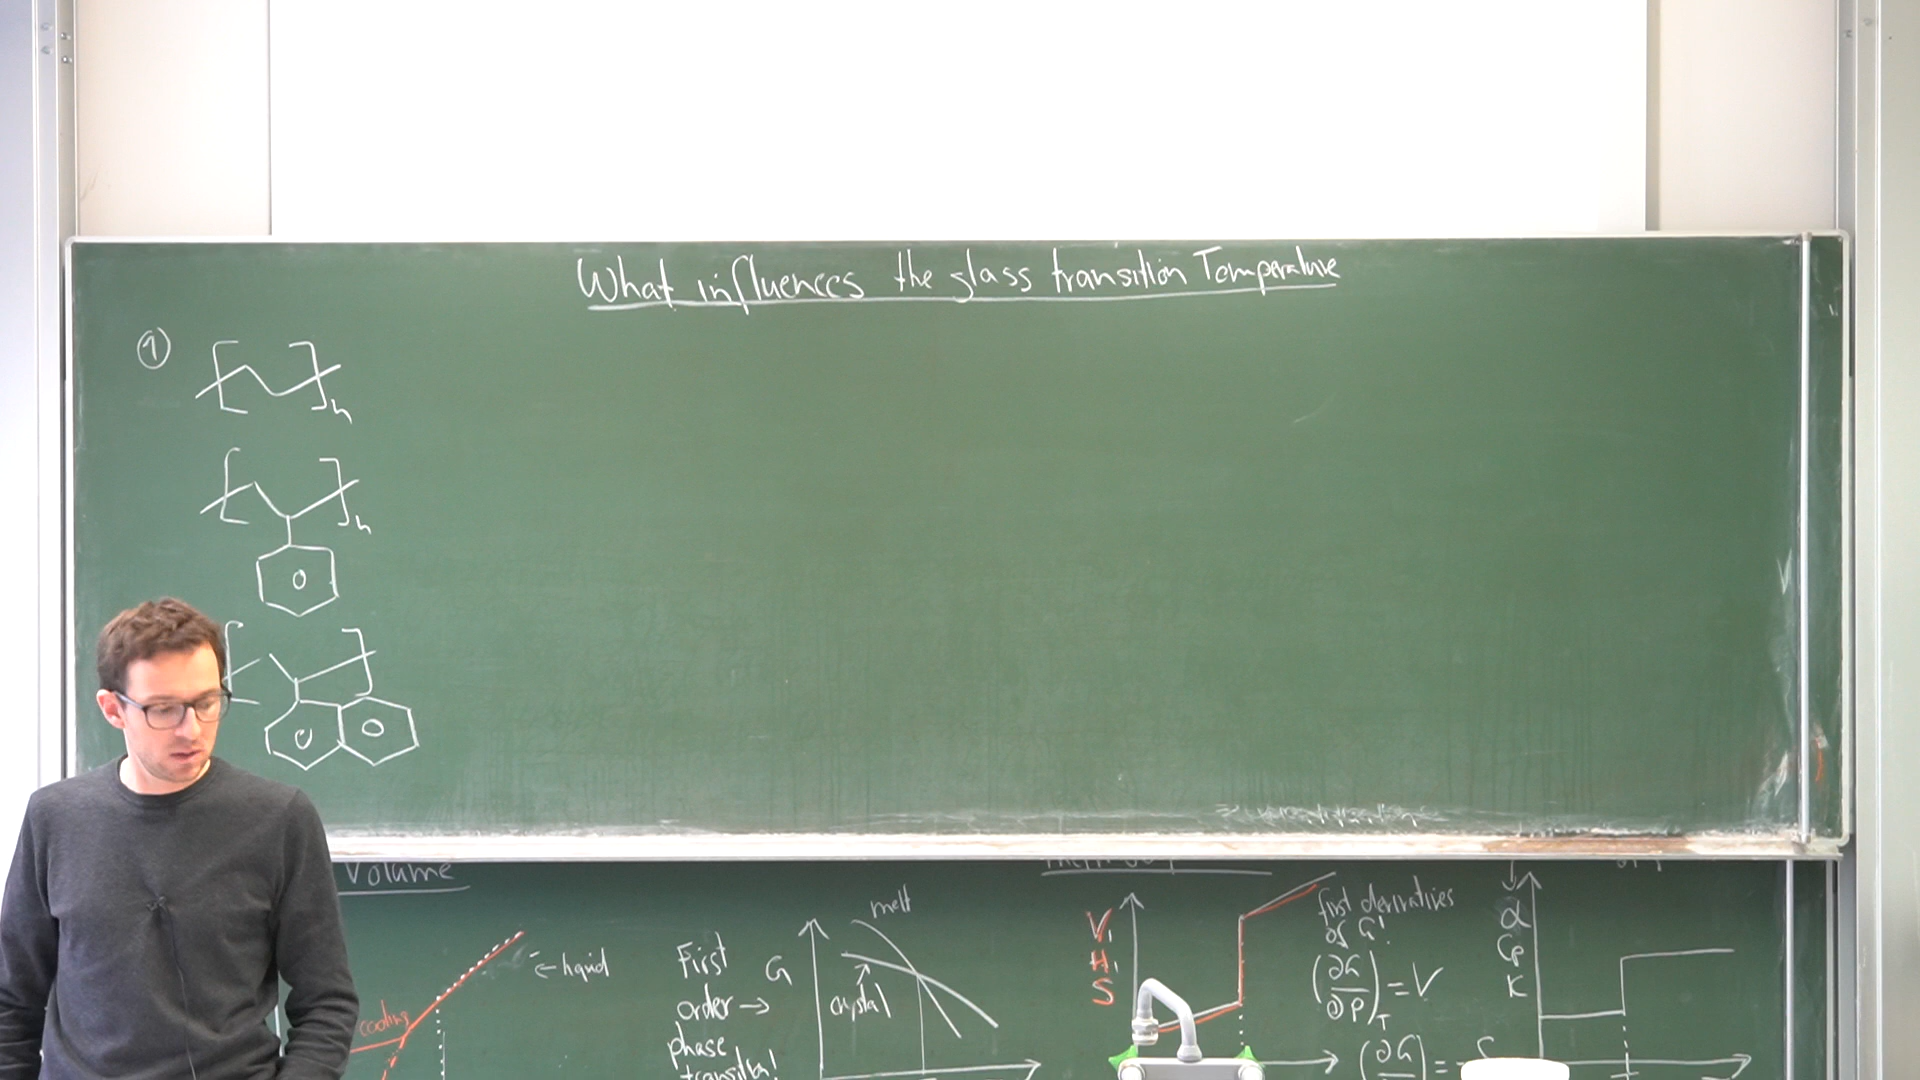 What influences the glass transition Temperature
①
n
n
Volume
← liquid
cooling
First
order →
phase
transition!
G
melt
crystal
V,
H,
S
first derivatives
of G!
(∂G/∂P)T = V
α
Cp
K